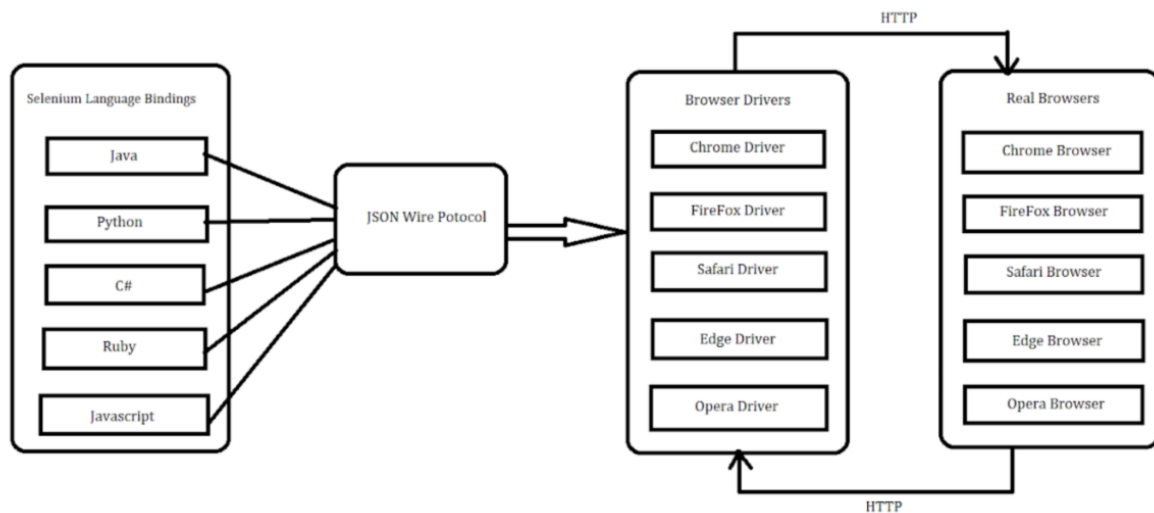 HTTP
Selenium Language Bindings
Java
Python
C#
Ruby
Javascript
JSON Wire Potocol
Browser Drivers
Chrome Driver
FireFox Driver
Safari Driver
Edge Driver
Opera Driver
Real Browsers
Chrome Browser
FireFox Browser
Safari Browser
Edge Browser
Opera Browser
HTTP